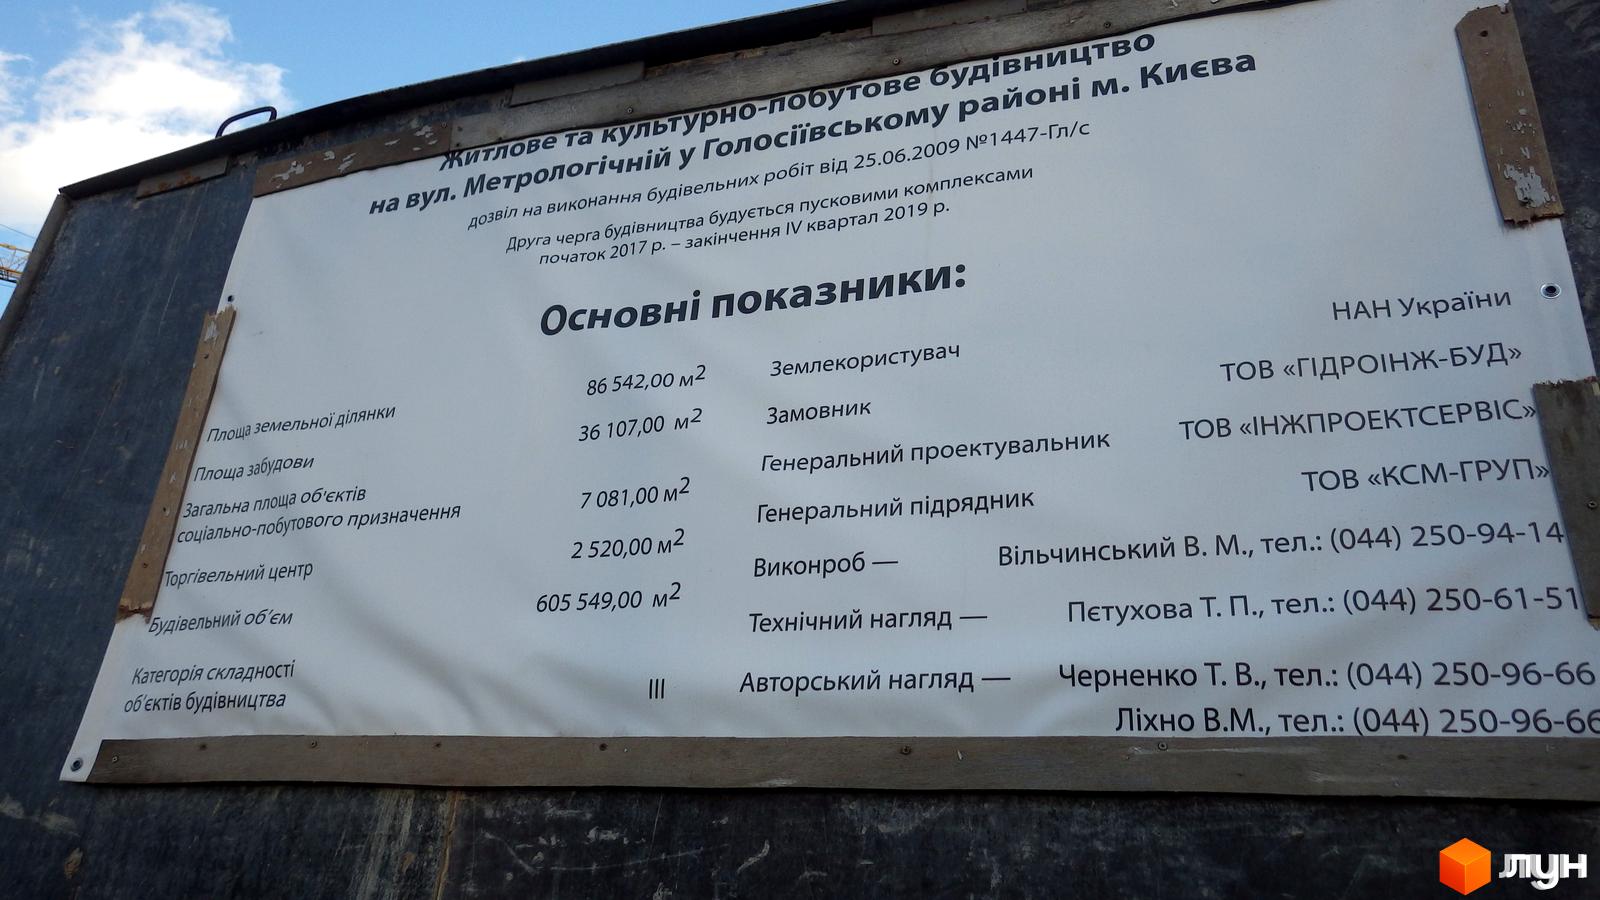 Житлове та культурно-побутове будівництво
на вул. Метрологічній у Голосіївському районі м. Києва
дозвіл на виконання будівельних робіт від 25.06.2009 №1447-Гл/с
Друга черга будівництва будується пусковими комплексами
початок 2017 р. – закінчення IV квартал 2019 р.
Основні показники:
Площа земельної ділянки 86 542,00 м2
Площа забудови 36 107,00 м2
Загальна площа об'єктів
соціально-побутового призначення 7 081,00 м2
Торгівельний центр 2 520,00 м2
Будівельний об'єм 605 549,00 м2
Категорія складності
об'єктів будівництва III
Землекористувач НАН України
Замовник ТОВ «ГІДРОІНЖ-БУД»
Генеральний проектувальник ТОВ «ІНЖПРОЕКТСЕРВІС»
Генеральний підрядник ТОВ «КСМ-ГРУП»
Виконроб — Вільчинський В. М., тел.: (044) 250-94-14
Технічний нагляд — Пєтухова Т. П., тел.: (044) 250-61-51
Авторський нагляд — Черненко Т. В., тел.: (044) 250-96-66
Ліхно В.М., тел.: (044) 250-96-66
лун